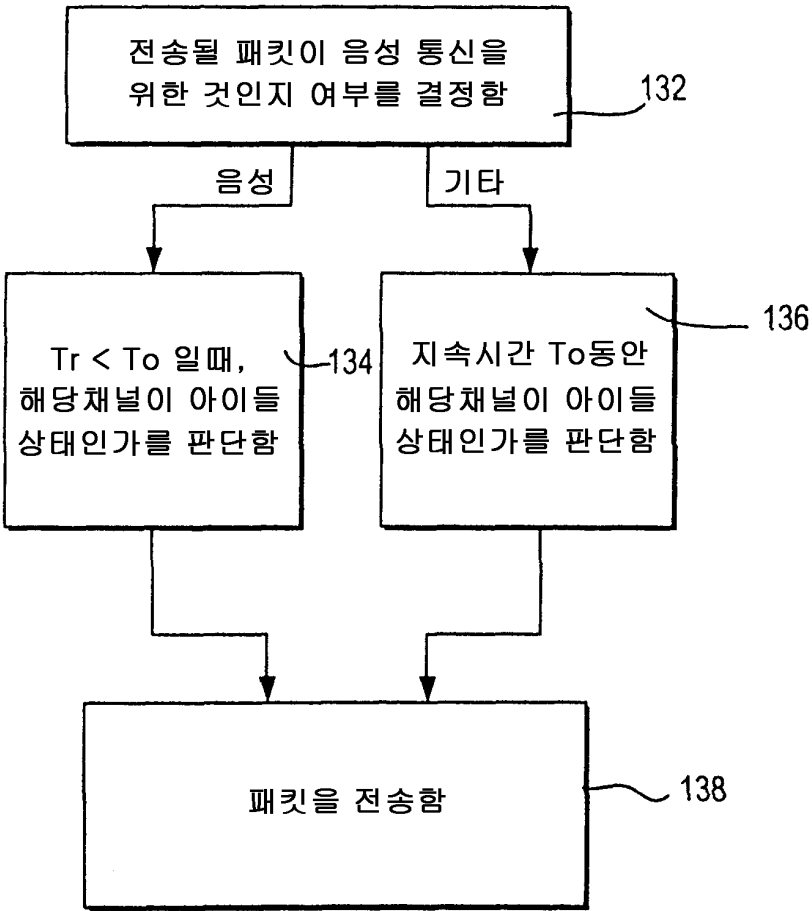 전송될 패킷이 음성 통신을
위한 것인지 여부를 결정함
132
음성
기타
Tr < To 일때,
해당채널이 아이들
상태인가를 판단함
134
지속시간 To동안
해당채널이 아이들
상태인가를 판단함
136
패킷을 전송함
138